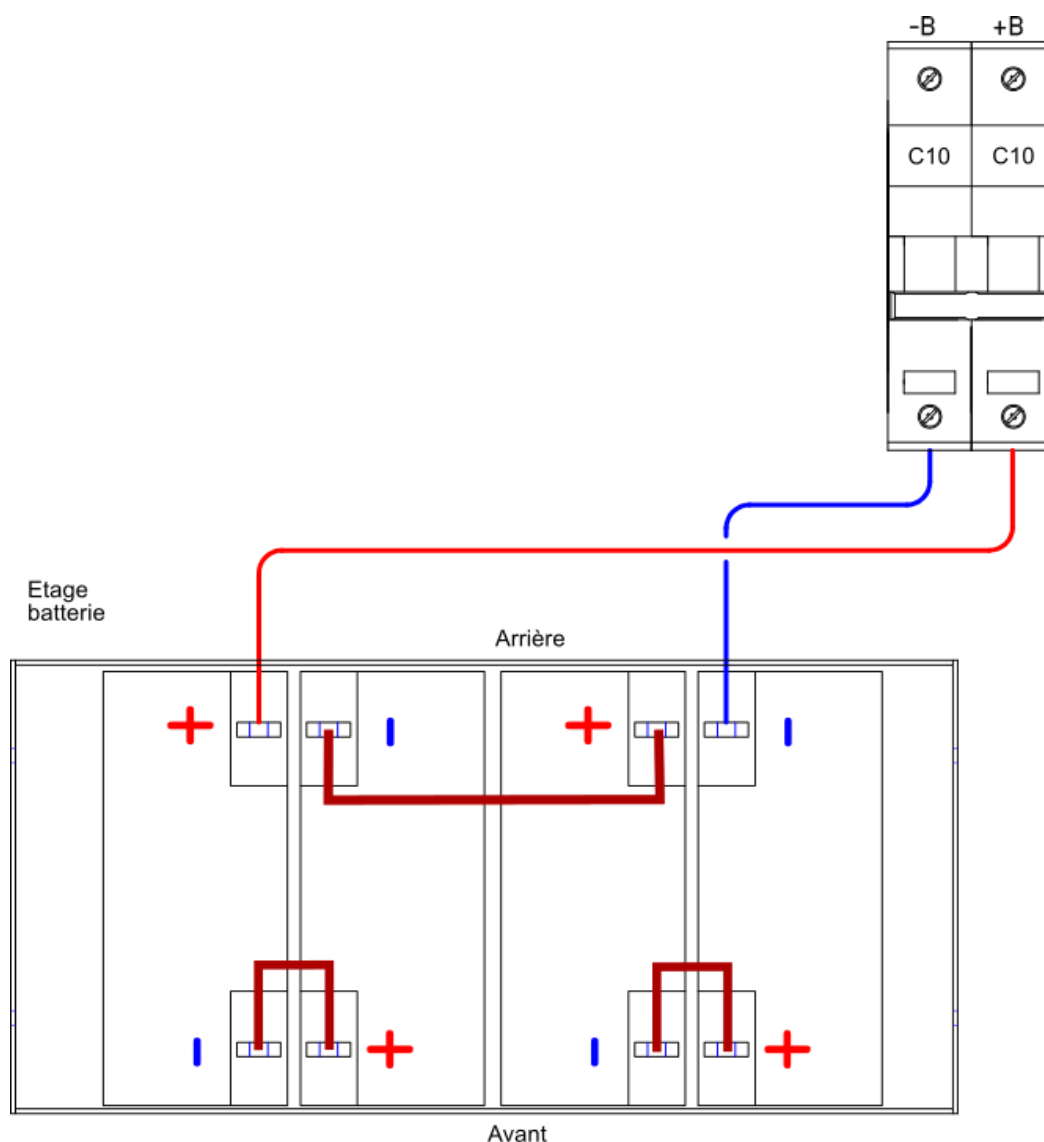 -B +B
C10 C10
Etage
batterie
Arrière
+ - + -
- + - +
Avant